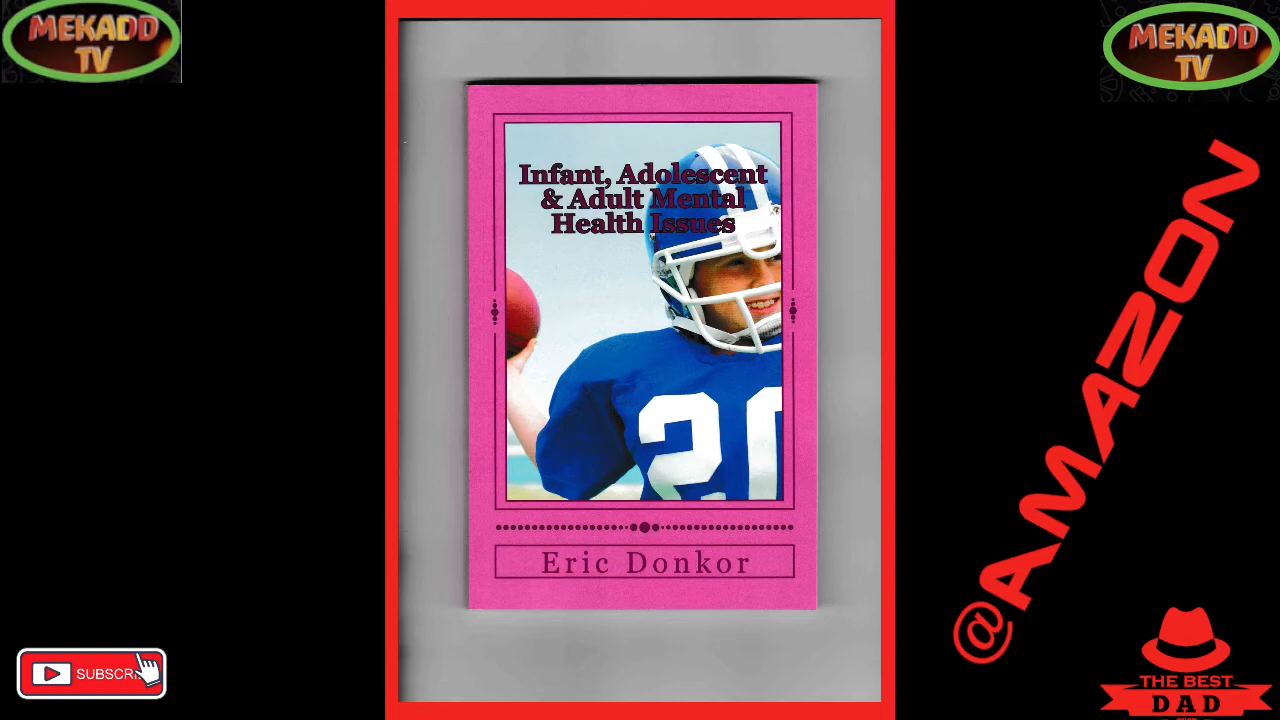 MEKADD
TV
MEKADD
TV
Infant, Adolescent
& Adult Mental
Health Issues
20
Eric Donkor
@AMAZON
SUBSCRI
THE BEST
DAD